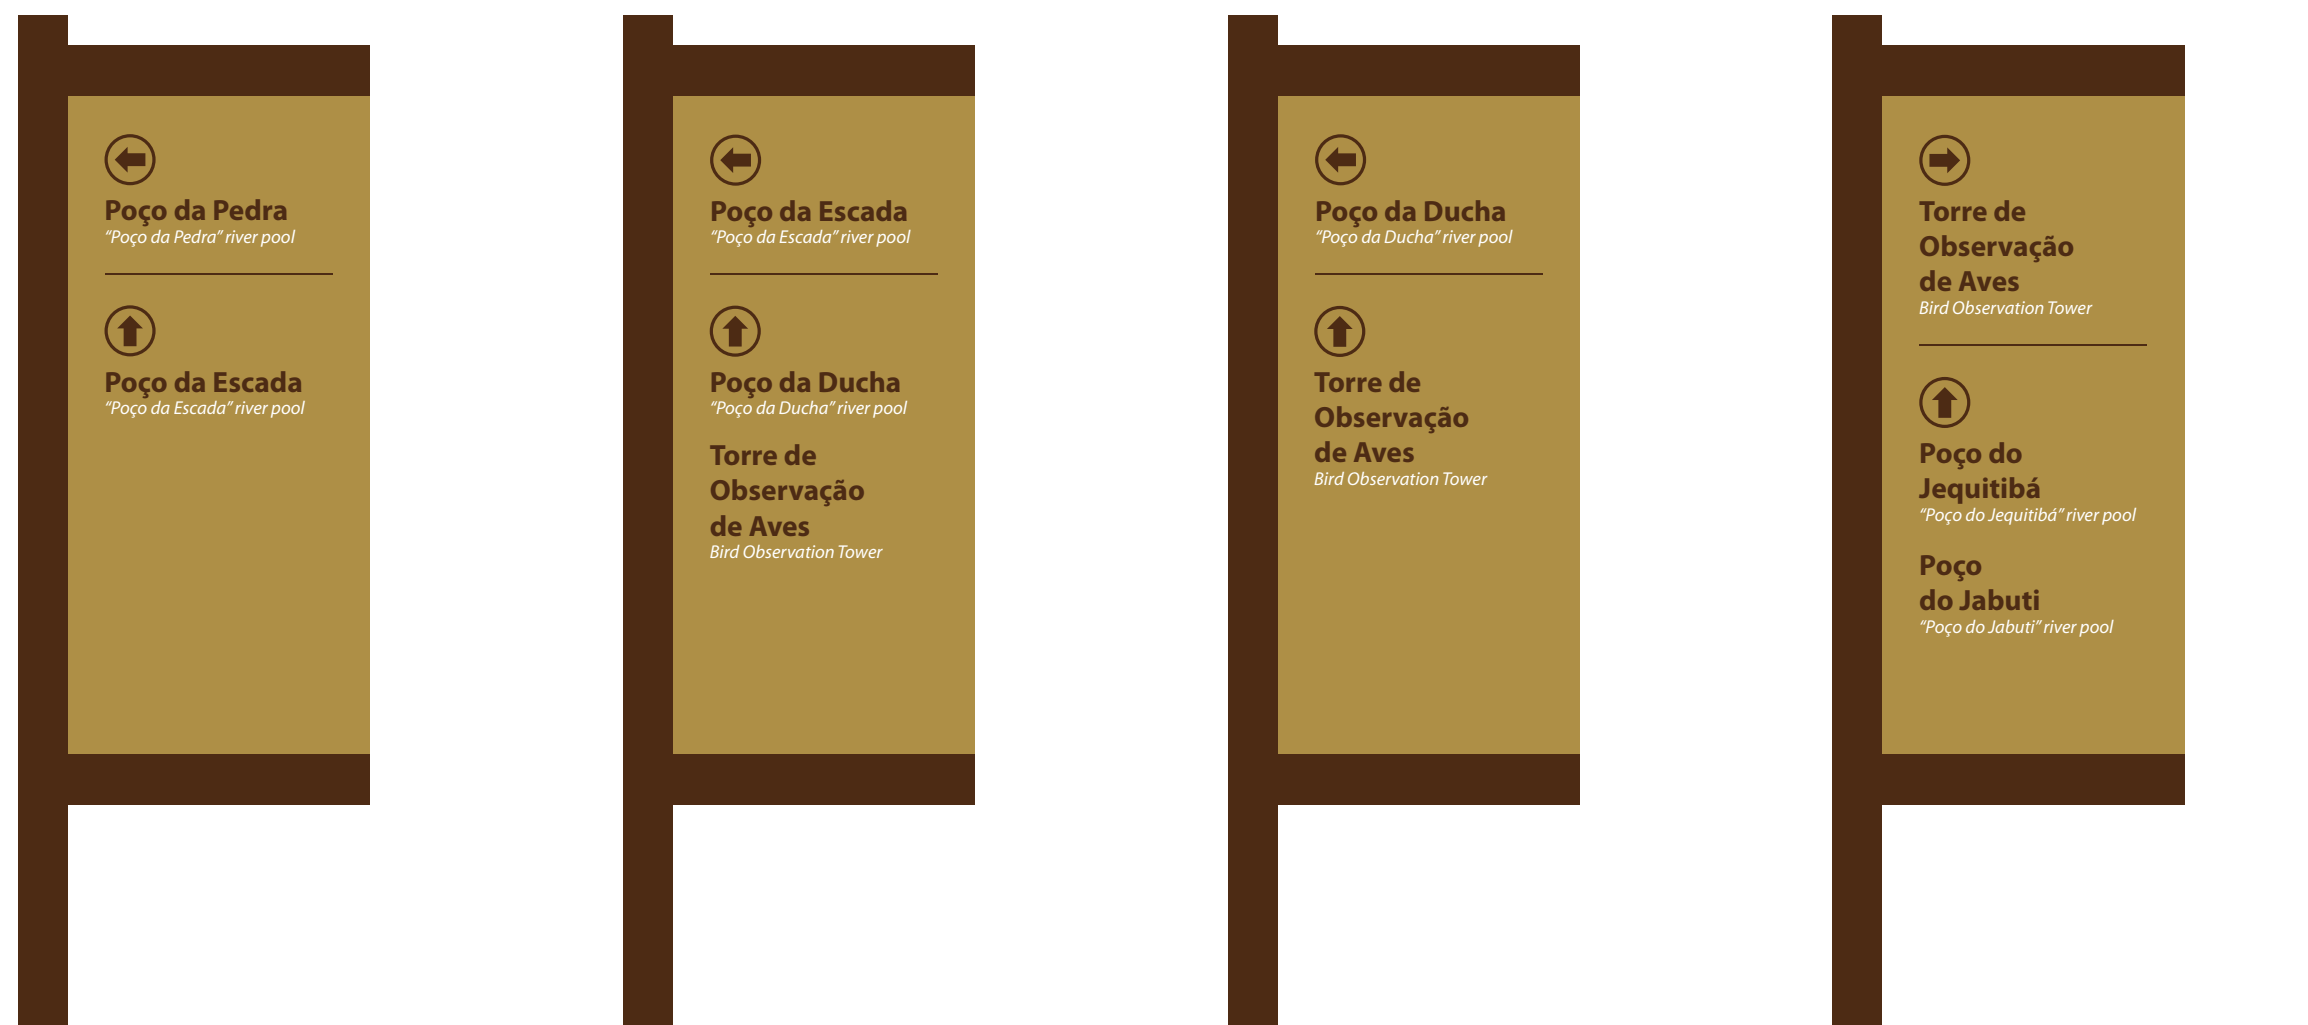 Poço da Pedra
“Poço da Pedra” river pool
Poço da Escada
“Poço da Escada” river pool
Poço da Escada
“Poço da Escada” river pool
Poço da Ducha
“Poço da Ducha” river pool
Torre de
Observação
de Aves
Bird Observation Tower
Poço da Ducha
“Poço da Ducha” river pool
Torre de
Observação
de Aves
Bird Observation Tower
Torre de
Observação
de Aves
Bird Observation Tower
Poço do
Jequitibá
“Poço do Jequitibá” river pool
Poço
do Jabuti
“Poço do Jabuti” river pool